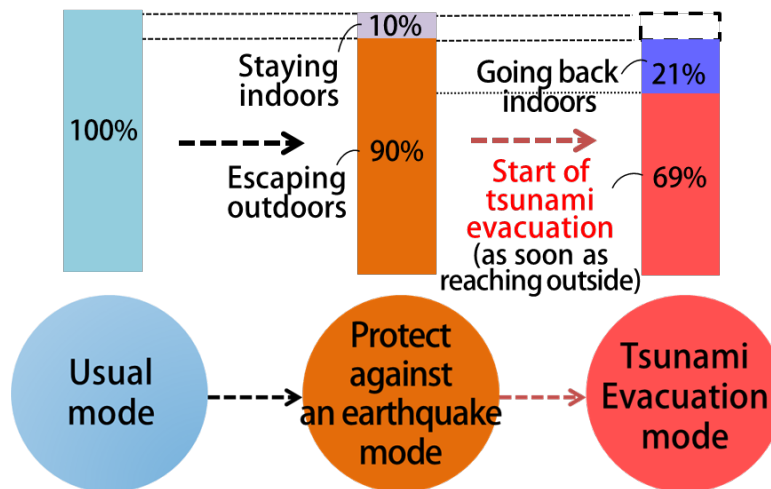 100%
Staying
indoors
10%
Escaping
outdoors
90%
Going back
indoors
21%
Start of
tsunami
evacuation
(as soon as
reaching outside)
69%
Usual
mode
Protect
against
an earthquake
mode
Tsunami
Evacuation
mode